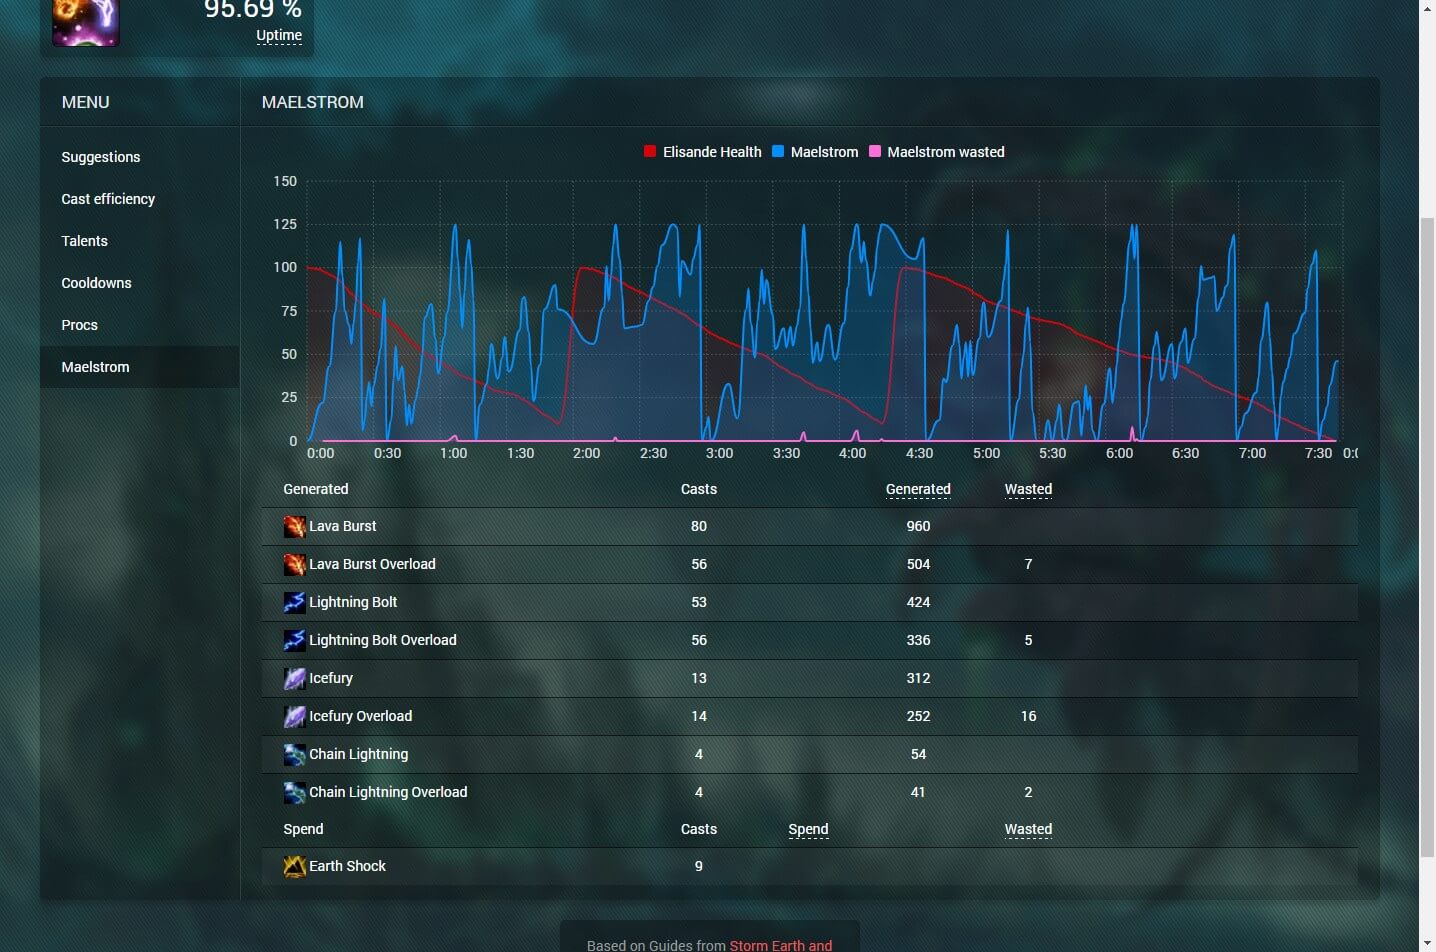 95.69 %
Uptime
MENU
MAELSTROM
Suggestions
Cast efficiency
Talents
Cooldowns
Procs
Maelstrom
Elisande Health Maelstrom Maelstrom wasted
150
125
100
75
50
25
0
0:00 0:30 1:00 1:30 2:00 2:30 3:00 3:30 4:00 4:30 5:00 5:30 6:00 6:30 7:00 7:30 0:(
Generated Casts Generated Wasted
Lava Burst 80 960
Lava Burst Overload 56 504 7
Lightning Bolt 53 424
Lightning Bolt Overload 56 336 5
Icefury 13 312
Icefury Overload 14 252 16
Chain Lightning 4 54
Chain Lightning Overload 4 41 2
Spend Casts Spend Wasted
Earth Shock 9
Based on Guides from Storm Earth and